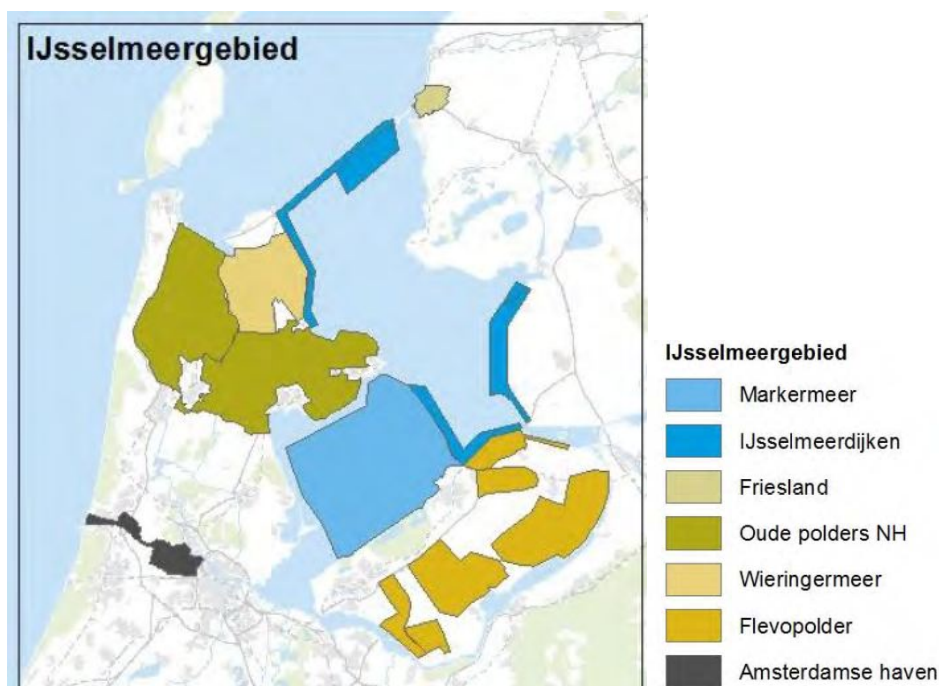 IJsselmeergebied
IJsselmeergebied
Markermeer
IJsselmeerdijken
Friesland
Oude polders NH
Wieringermeer
Flevopolder
Amsterdamse haven